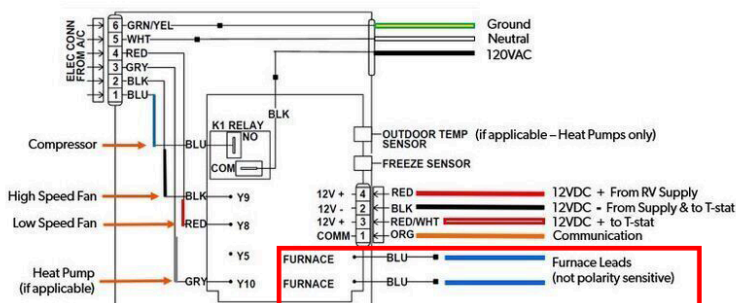 6 GRN/YEL
5 WHT
4 RED
3 GRY
2 BLK
1 BLU
ELEC CONN
FROM A/C
Ground
Neutral
120VAC
BLK
K1 RELAY
NO
COM
Compressor
BLU
OUTDOOR TEMP (if applicable – Heat Pumps only)
SENSOR
FREEZE SENSOR
High Speed Fan BLK Y9
Low Speed Fan RED Y8
Y5
Heat Pump
(if applicable)
GRY Y10
12V + 4 RED 12VDC + From RV Supply
12V - 2 BLK 12VDC - From Supply & to T-stat
12V + 3 RED/WHT 12VDC + to T-stat
COMM 1 ORG Communication
FURNACE BLU
FURNACE BLU
Furnace Leads
(not polarity sensitive)